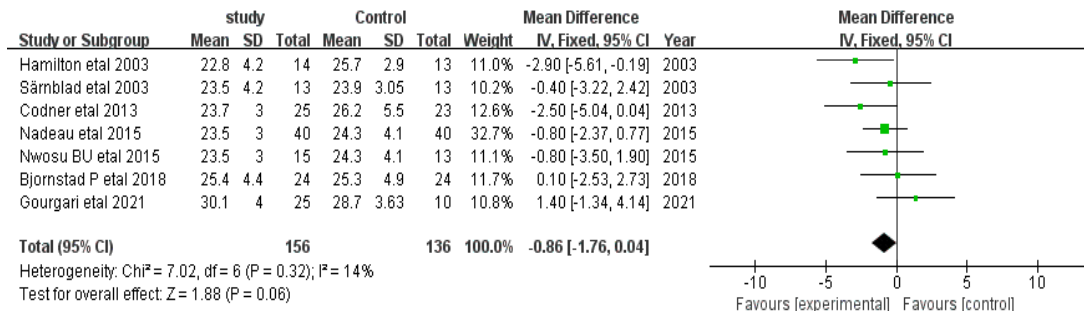 study Control Mean Difference Mean Difference
Study or Subgroup Mean SD Total Mean SD Total Weight IV, Fixed, 95% CI Year IV, Fixed, 95% CI
Hamilton etal 2003 22.8 4.2 14 25.7 2.9 13 11.0% -2.90 [-5.61, -0.19] 2003
Särnblad etal 2003 23.5 4.2 13 23.9 3.05 13 10.2% -0.40 [-3.22, 2.42] 2003
Codner etal 2013 23.7 3 25 26.2 5.5 23 12.6% -2.50 [-5.04, 0.04] 2013
Nadeau etal 2015 23.5 3 40 24.3 4.1 40 32.7% -0.80 [-2.37, 0.77] 2015
Nwosu BU etal 2015 23.5 3 15 24.3 4.1 13 11.1% -0.80 [-3.50, 1.90] 2015
Bjornstad P etal 2018 25.4 4.4 24 25.3 4.9 24 11.7% 0.10 [-2.53, 2.73] 2018
Gourgari etal 2021 30.1 4 25 28.7 3.63 10 10.8% 1.40 [-1.34, 4.14] 2021
Total (95% CI) 156 136 100.0% -0.86 [-1.76, 0.04]
Heterogeneity: Chi² = 7.02, df = 6 (P = 0.32); I² = 14%
Test for overall effect: Z = 1.88 (P = 0.06)
-10 -5 0 5 10
Favours [experimental] Favours [control]